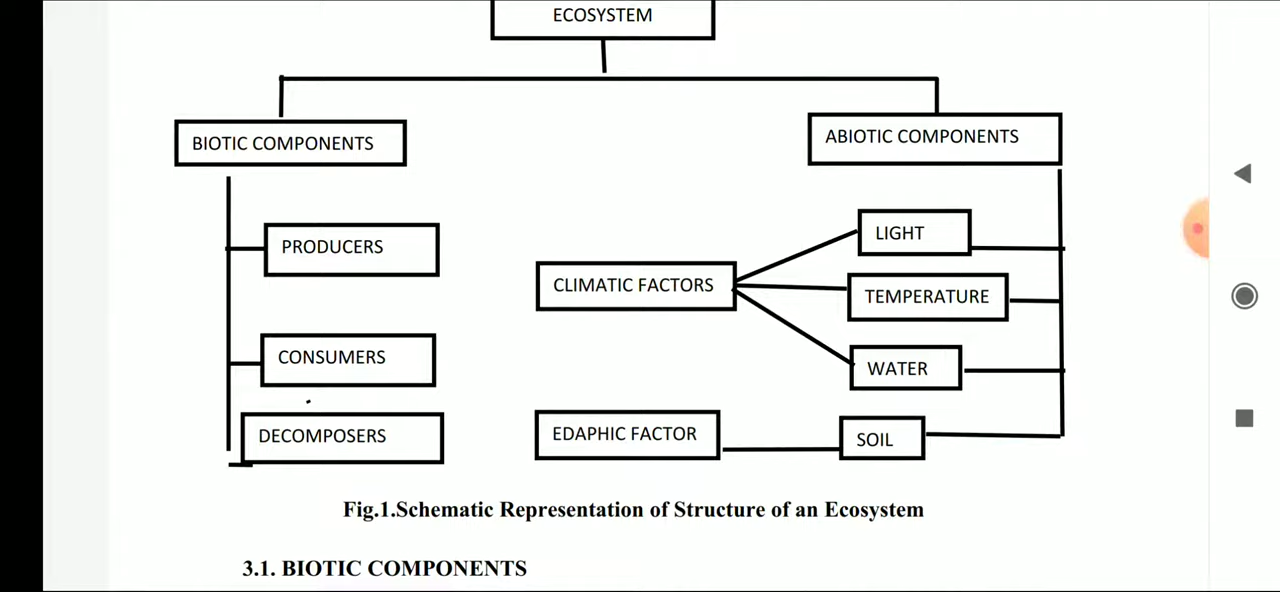 ECOSYSTEM
BIOTIC COMPONENTS
ABIOTIC COMPONENTS
PRODUCERS
LIGHT
CLIMATIC FACTORS
TEMPERATURE
CONSUMERS
WATER
DECOMPOSERS
EDAPHIC FACTOR
SOIL
Fig.1.Schematic Representation of Structure of an Ecosystem
3.1. BIOTIC COMPONENTS